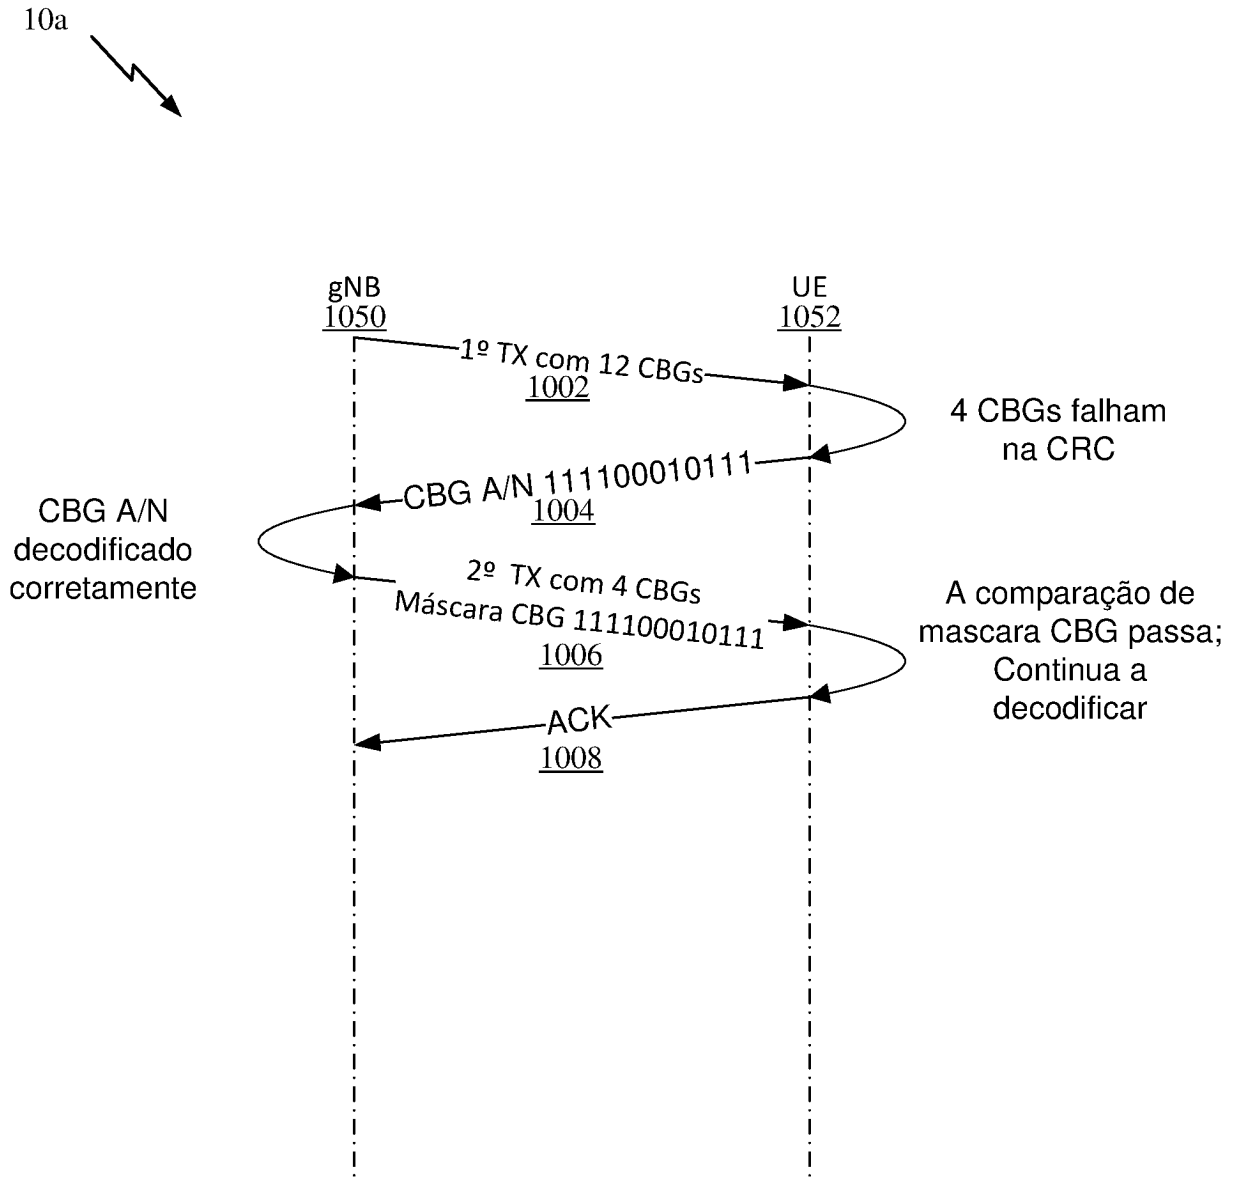 10a
gNB
1050
UE
1052
1º TX com 12 CBGs
1002
4 CBGs falham
na CRC
CBG A/N 111100010111
1004
CBG A/N
decodificado
corretamente
2º TX com 4 CBGs
Máscara CBG 111100010111
1006
A comparação de
mascara CBG passa;
Continua a
decodificar
ACK
1008